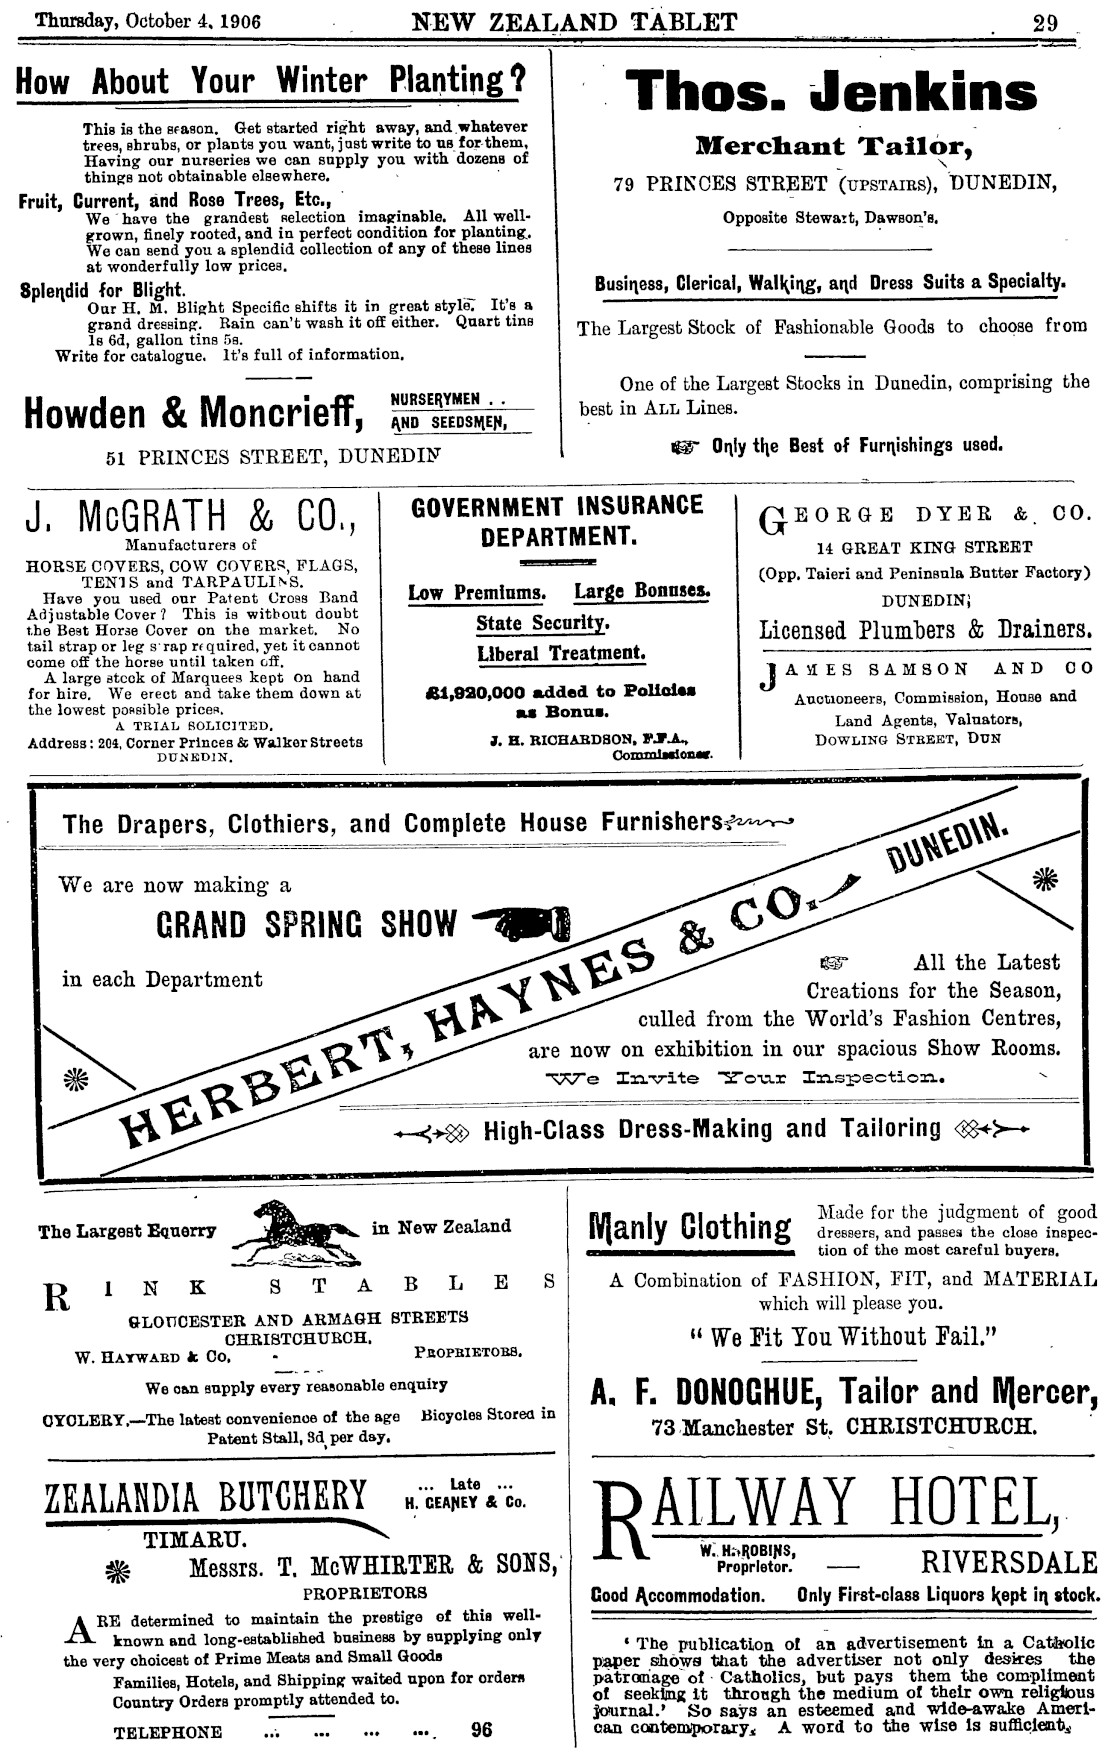 Thursday, October 4, 1906
NEW ZEALAND TABLET
29
How About Your Winter Planting?
This is the season. Get started right away, and whatever
trees, shrubs, or plants you want, just write to us for them,
Having our nurseries we can supply you with dozens of
things not obtainable elsewhere.
Fruit, Current, and Rose Trees, Etc.,
We have the grandest selection imaginable. All well-
grown, finely rooted, and in perfect condition for planting.
We can send you a splendid collection of any of these lines
at wonderfully low prices.
Splendid for Blight.
Our H. M. Blight Specific shifts it in great style. It's a
grand dressing. Rain can't wash it off either. Quart tins
1s 6d, gallon tins 5s.
Write for catalogue. It's full of information.
Howden & Moncrieff,
NURSERYMEN . .
AND SEEDSMEN,
51 PRINCES STREET, DUNEDIN
Thos. Jenkins
Merchant Tailor,
79 PRINCES STREET (UPSTAIRS), DUNEDIN,
Opposite Stewart, Dawson's.
Business, Clerical, Walking, and Dress Suits a Specialty.
The Largest Stock of Fashionable Goods to choose from
One of the Largest Stocks in Dunedin, comprising the
best in ALL Lines.
☞ Only the Best of Furnishings used.
J. McGRATH & CO.,
Manufacturers of
HORSE COVERS, COW COVERS, FLAGS,
TENTS and TARPAULINS.
Have you used our Patent Cross Band
Adjustable Cover? This is without doubt
the Best Horse Cover on the market. No
tail strap or leg strap required, yet it cannot
come off the horse until taken off.
A large stock of Marquees kept on hand
for hire. We erect and take them down at
the lowest possible prices.
A TRIAL SOLICITED.
Address: 204, Corner Princes & Walker Streets
DUNEDIN.
GOVERNMENT INSURANCE
DEPARTMENT.
Low Premiums. Large Bonuses.
State Security.
Liberal Treatment.
£1,920,000 added to Policies
as Bonus.
J. H. RICHARDSON, F.F.A.,
Commissioner.
GEORGE DYER & CO.
14 GREAT KING STREET
(Opp. Taieri and Peninsula Butter Factory)
DUNEDIN;
Licensed Plumbers & Drainers.
JAMES SAMSON AND CO
Auctioneers, Commission, House and
Land Agents, Valuators,
DOWLING STREET, DUN
The Drapers, Clothiers, and Complete House Furnishers
We are now making a
GRAND SPRING SHOW
in each Department
HERBERT, HAYNES & CO., DUNEDIN.
☞ All the Latest
Creations for the Season,
culled from the World's Fashion Centres,
are now on exhibition in our spacious Show Rooms.
We Invite Your Inspection.
High-Class Dress-Making and Tailoring
The Largest Equerry in New Zealand
RINK STABLES
GLOUCESTER AND ARMAGH STREETS
CHRISTCHURCH.
W. HAYWARD & Co. PROPRIETORS.
We can supply every reasonable enquiry
CYCLERY.—The latest convenience of the age Bicycles Stored in
Patent Stall, 3d per day.
ZEALANDIA BUTCHERY
... Late ...
H. CEANEY & Co.
TIMARU.
Messrs. T. McWHIRTER & SONS,
PROPRIETORS
ARE determined to maintain the prestige of this well-
known and long-established business by supplying only
the very choicest of Prime Meats and Small Goods
Families, Hotels, and Shipping waited upon for orders
Country Orders promptly attended to.
TELEPHONE ... ... ... ... 96
Manly Clothing
Made for the judgment of good
dressers, and passes the close inspec-
tion of the most careful buyers.
A Combination of FASHION, FIT, and MATERIAL
which will please you.
"We Fit You Without Fail."
A. F. DONOGHUE, Tailor and Mercer,
73 Manchester St. CHRISTCHURCH.
RAILWAY HOTEL,
W. H. ROBINS,
Proprietor.
— RIVERSDALE
Good Accommodation. Only First-class Liquors kept in stock.
' The publication of an advertisement in a Catholic
paper shows that the advertiser not only desires the
patronage of Catholics, but pays them the compliment
of seeking it through the medium of their own religious
journal.' So says an esteemed and wide-awake Ameri-
can contemporary. A word to the wise is sufficient.